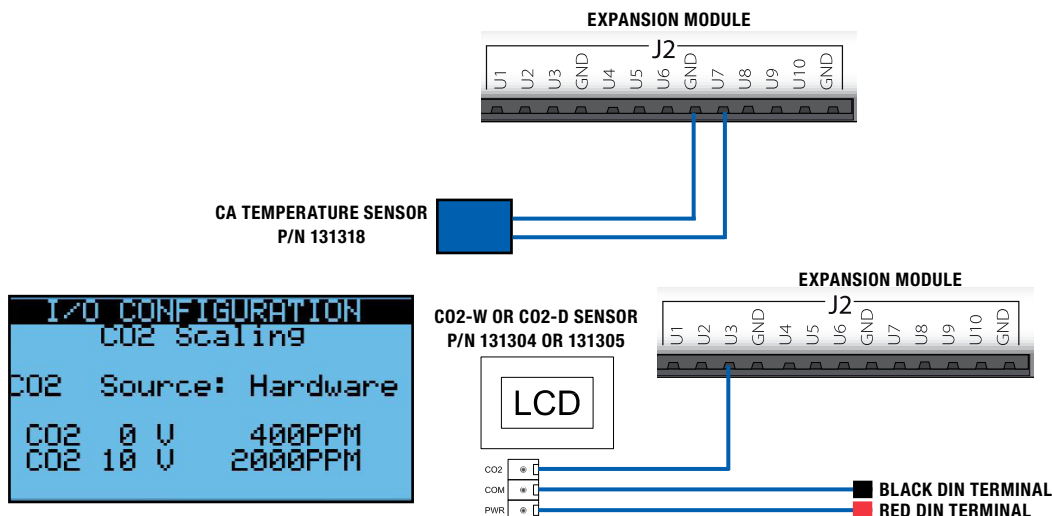 EXPANSION MODULE
J2
U1 U2 U3 GND U4 U5 U6 GND U7 U8 U9 U10 GND
CA TEMPERATURE SENSOR
P/N 131318
I/O CONFIGURATION
CO2 Scaling
CO2 Source: Hardware
CO2 0 V 400PPM
CO2 10 V 2000PPM
EXPANSION MODULE
J2
U1 U2 U3 GND U4 U5 U6 GND U7 U8 U9 U10 GND
CO2-W OR CO2-D SENSOR
P/N 131304 OR 131305
LCD
CO2
COM
PWR
BLACK DIN TERMINAL
RED DIN TERMINAL